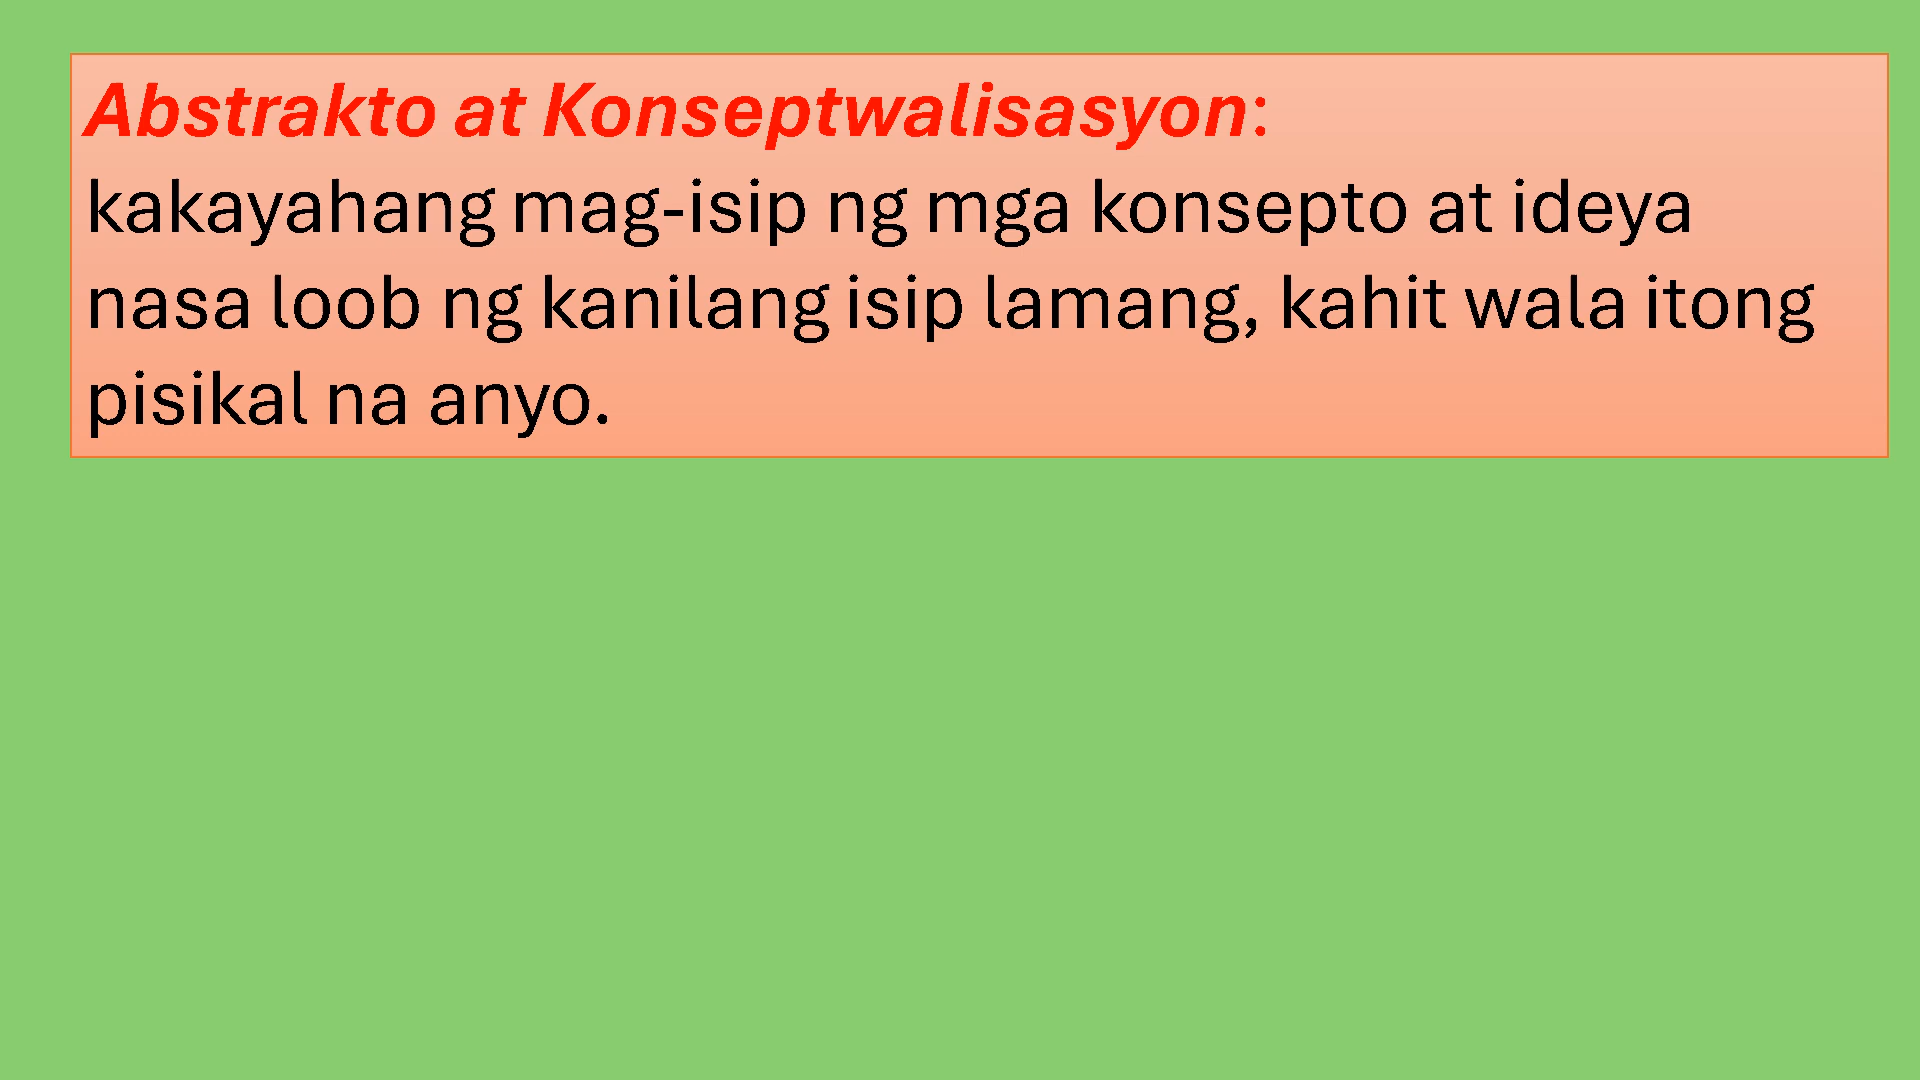 Abstrakto at Konseptwalisasyon:
kakayahang mag-isip ng mga konsepto at ideya
nasa loob ng kanilang isip lamang, kahit wala itong
pisikal na anyo.